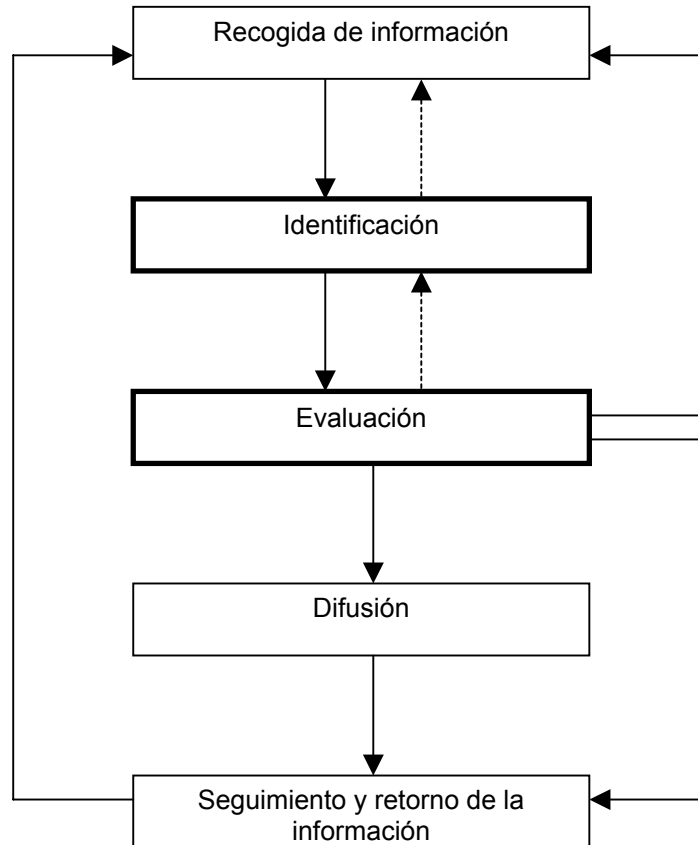 Recogida de información
Identificación
Evaluación
Difusión
Seguimiento y retorno de la
información